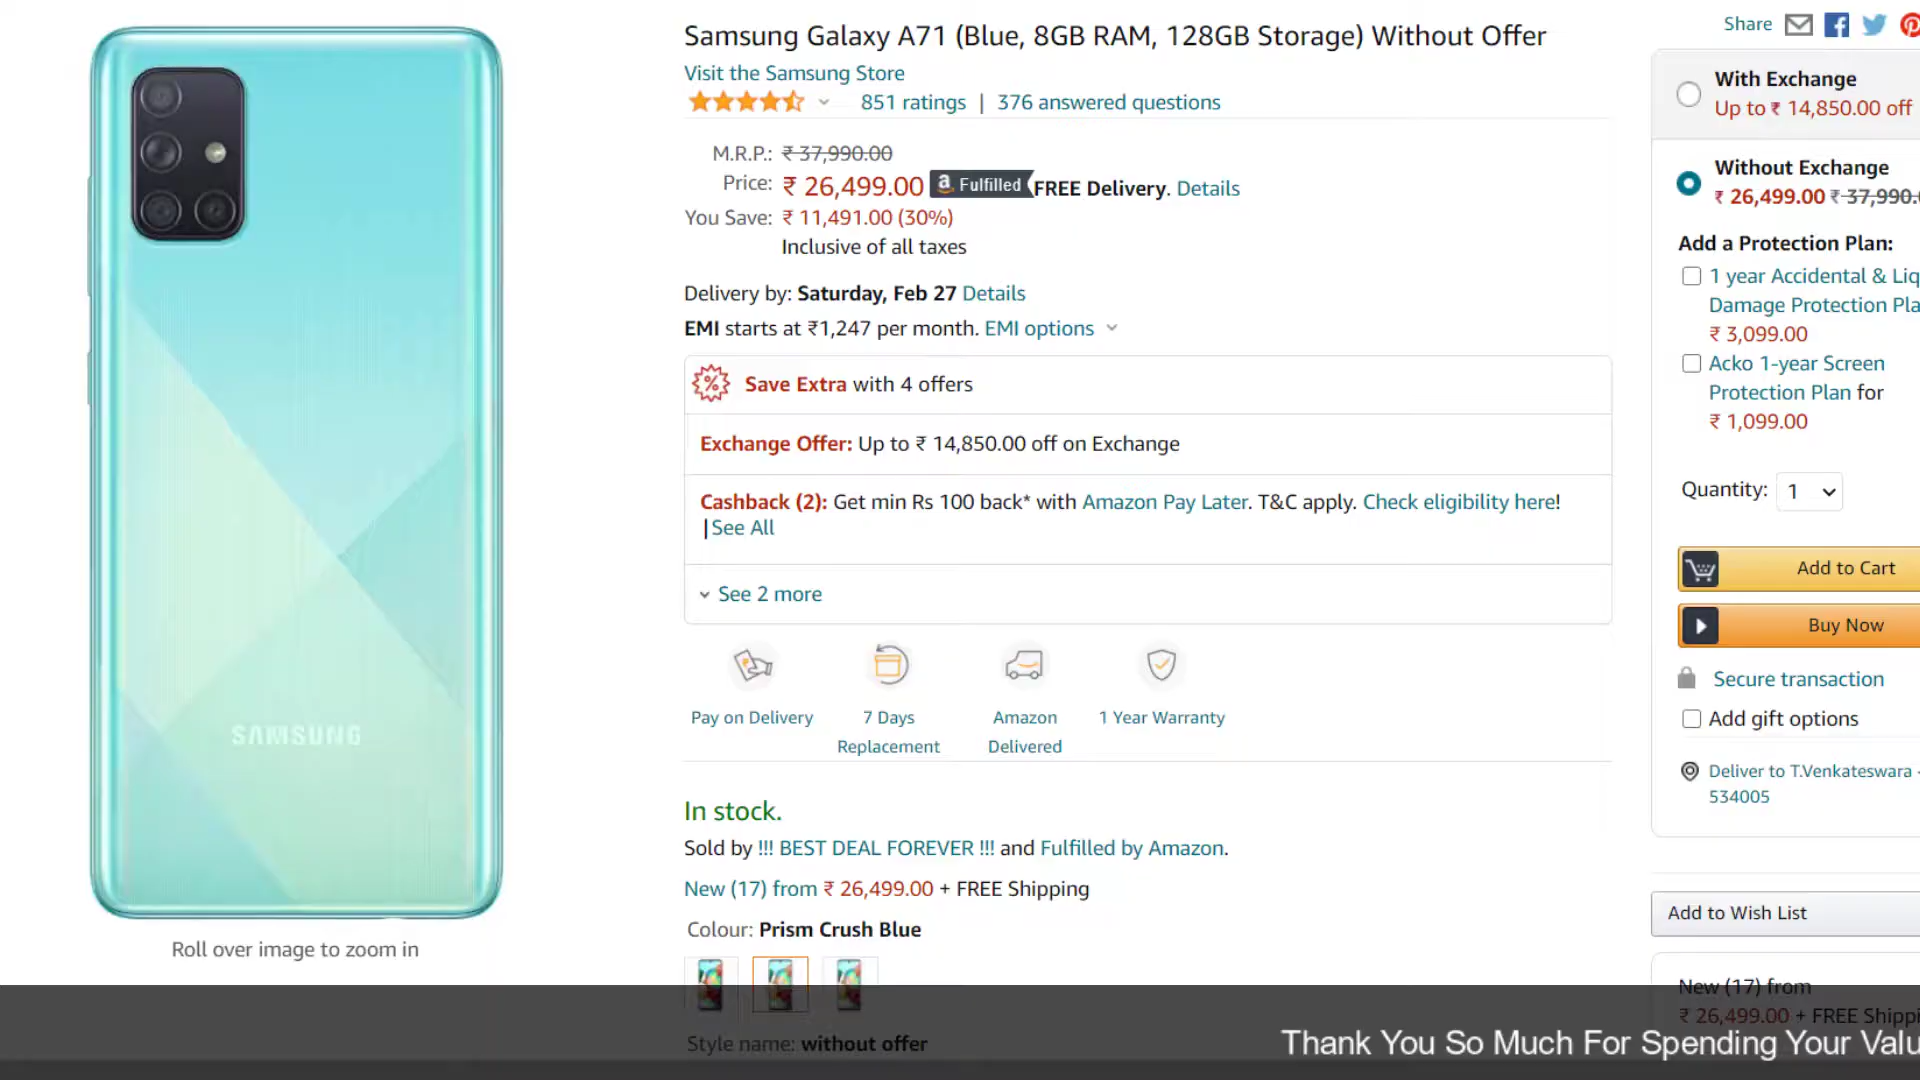 Samsung Galaxy A71 (Blue, 8GB RAM, 128GB Storage) Without Offer
Visit the Samsung Store
851 ratings | 376 answered questions
M.R.P.: ₹ 37,990.00
Price: ₹ 26,499.00 a Fulfilled FREE Delivery. Details
You Save: ₹ 11,491.00 (30%)
Inclusive of all taxes
Delivery by: Saturday, Feb 27 Details
EMI starts at ₹1,247 per month. EMI options
% Save Extra with 4 offers
Exchange Offer: Up to ₹ 14,850.00 off on Exchange
Cashback (2): Get min Rs 100 back* with Amazon Pay Later. T&C apply. Check eligibility here!
|See All
See 2 more
Pay on Delivery
7 Days
Replacement
Amazon
Delivered
1 Year Warranty
In stock.
Sold by !!! BEST DEAL FOREVER !!! and Fulfilled by Amazon.
New (17) from ₹ 26,499.00 + FREE Shipping
Colour: Prism Crush Blue
Style name: without offer
SAMSUNG
Roll over image to zoom in
Share
With Exchange
Up to ₹ 14,850.00 off
Without Exchange
₹ 26,499.00 ₹ 37,990.
Add a Protection Plan:
1 year Accidental & Liq
Damage Protection Pla
₹ 3,099.00
Acko 1-year Screen
Protection Plan for
₹ 1,099.00
Quantity: 1
Add to Cart
Buy Now
Secure transaction
Add gift options
Deliver to T.Venkateswara -
534005
Add to Wish List
New (17) from
₹ 26,499.00 + FREE Shippi
Thank You So Much For Spending Your Valu